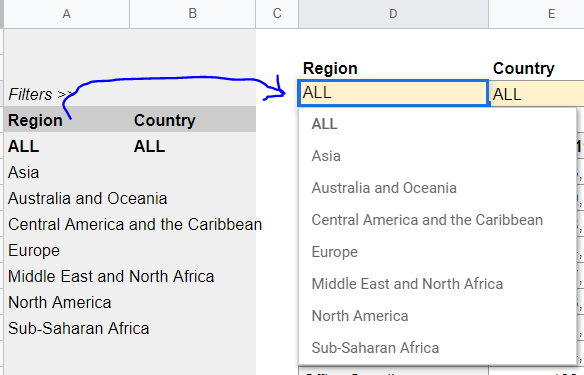 A B C D E
Region Country
Filters >> ALL ALL
Region Country
ALL ALL
Asia
Australia and Oceania
Central America and the Caribbean
Europe
Middle East and North Africa
North America
Sub-Saharan Africa
ALL
Asia
Australia and Oceania
Central America and the Caribbean
Europe
Middle East and North Africa
North America
Sub-Saharan Africa